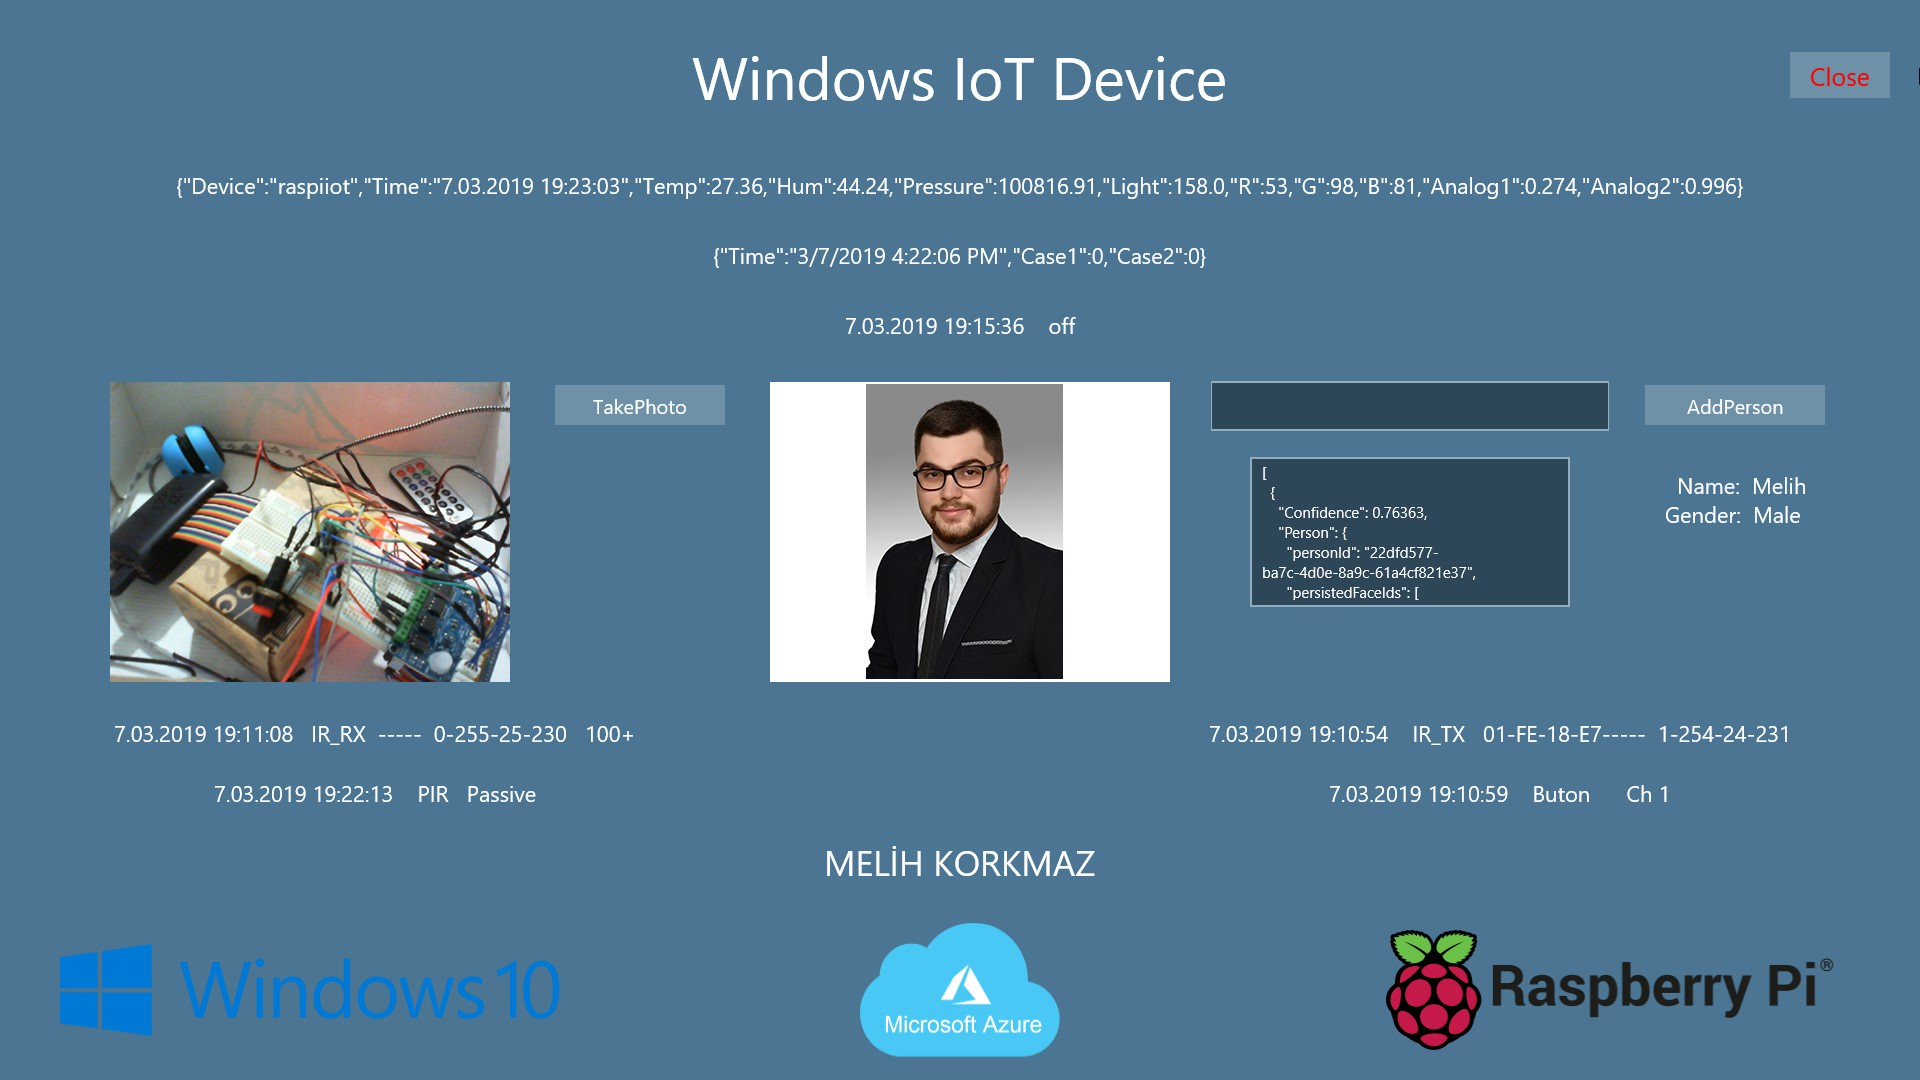 Windows IoT Device
Close
{"Device":"raspiiot","Time":"7.03.2019 19:23:03","Temp":27.36,"Hum":44.24,"Pressure":100816.91,"Light":158.0,"R":53,"G":98,"B":81,"Analog1":0.274,"Analog2":0.996}
{"Time":"3/7/2019 4:22:06 PM","Case1":0,"Case2":0}
7.03.2019 19:15:36 off
TakePhoto
AddPerson
[
{
"Confidence": 0.76363,
"Person": {
"personId": "22dfd577-
ba7c-4d0e-8a9c-61a4cf821e37",
"persistedFaceIds": [
Name: Melih
Gender: Male
7.03.2019 19:11:08 IR_RX ----- 0-255-25-230 100+
7.03.2019 19:10:54 IR_TX 01-FE-18-E7----- 1-254-24-231
7.03.2019 19:22:13 PIR Passive
7.03.2019 19:10:59 Buton Ch 1
MELİH KORKMAZ
Windows 10
Microsoft Azure
Raspberry Pi®